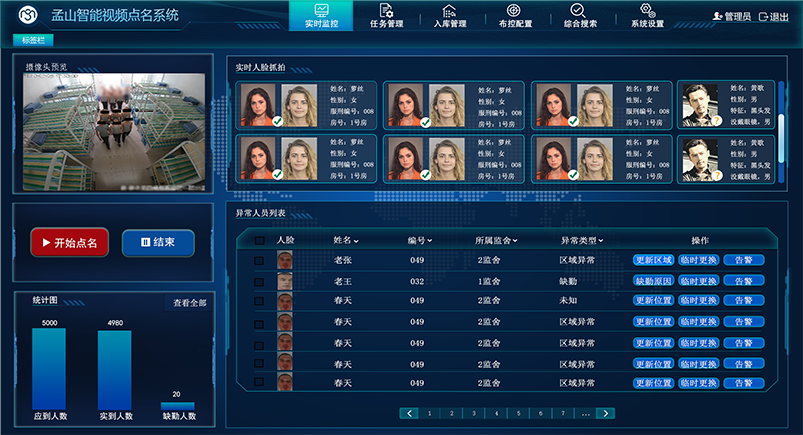 孟山智能视频点名系统
实时监控 任务管理 入库管理 布控配置 综合搜索 系统设置 管理员 退出
标签栏
摄像头预览
实时人脸抓拍
姓名：萝丝 姓名：萝丝 姓名：萝丝 姓名：黄歌
性别：女 性别：女 性别：女 性别：男
服刑编号：008 服刑编号：008 服刑编号：008 特征：黑头发
房号：1号房 房号：1号房 房号：1号房 没戴眼镜，男
姓名：萝丝 姓名：萝丝 姓名：萝丝 姓名：黄歌
性别：女 性别：女 性别：女 性别：男
服刑编号：008 服刑编号：008 服刑编号：008 特征：黑头发
房号：1号房 房号：1号房 房号：1号房 没戴眼镜，男
开始点名 结束
统计图 查看全部
5000 4980 20
应到人数 实到人数 缺勤人数
异常人员列表
人脸 姓名 编号 所属监舍 异常类型 操作
老张 049 2监舍 区域异常 更新区域 临时更换 告警
老王 032 1监舍 缺勤 缺勤原因 临时更换 告警
春天 049 2监舍 未知 更新位置 临时更换 告警
春天 049 2监舍 区域异常 更新位置 临时更换 告警
春天 049 2监舍 区域异常 更新位置 临时更换 告警
春天 049 2监舍 区域异常 更新位置 临时更换 告警
春天 049 2监舍 区域异常 更新位置 临时更换 告警
< 1 2 3 4 5 6 7 ... >